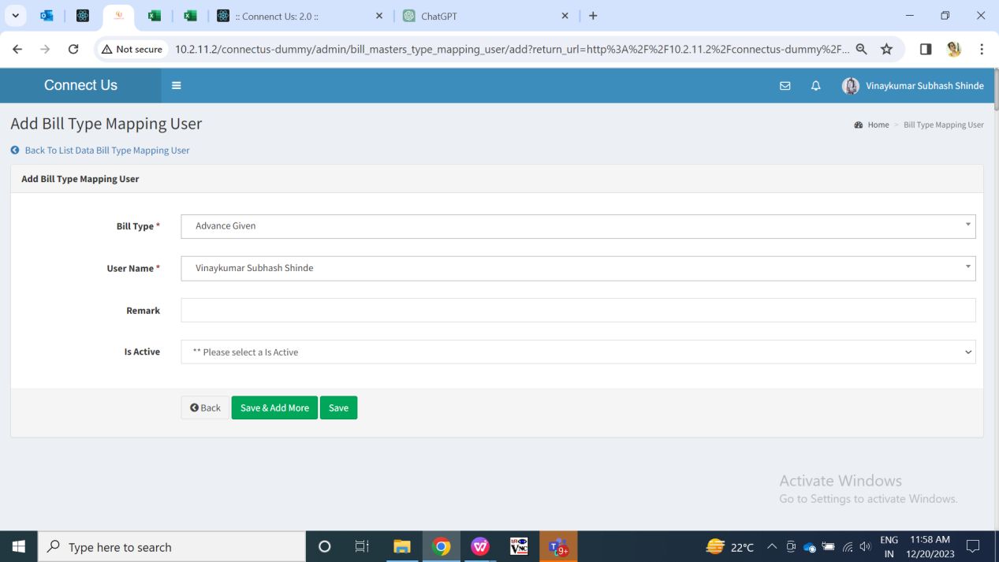 :: Connenct Us: 2.0 ::
ChatGPT
Not secure
10.2.11.2/connectus-dummy/admin/bill_masters_type_mapping_user/add?return_url=http%3A%2F%2F10.2.11.2%2Fconnectus-dummy%2F...
Connect Us
Vinaykumar Subhash Shinde
Add Bill Type Mapping User
Home > Bill Type Mapping User
Back To List Data Bill Type Mapping User
Add Bill Type Mapping User
Bill Type * Advance Given
User Name * Vinaykumar Subhash Shinde
Remark
Is Active ** Please select a Is Active
Back Save & Add More Save
Activate Windows
Go to Settings to activate Windows.
Type here to search
9+
22°C
ENG
IN
11:58 AM
12/20/2023